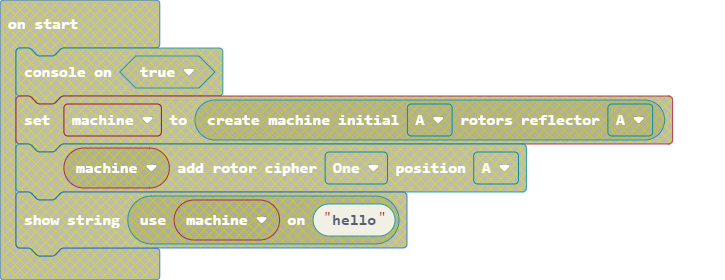 on start
console on true
set machine to create machine initial A rotors reflector A
machine add rotor cipher One position A
show string use machine on "hello"